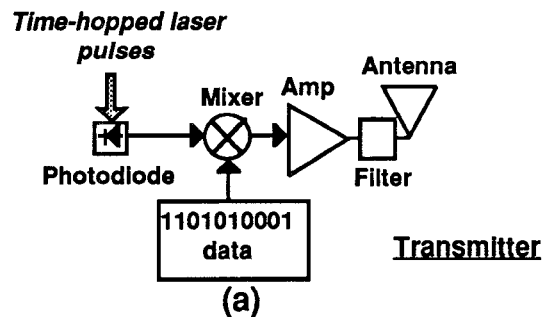 Time-hopped laser
pulses
Mixer
Amp
Antenna
Photodiode
Filter
1101010001
data
Transmitter
(a)